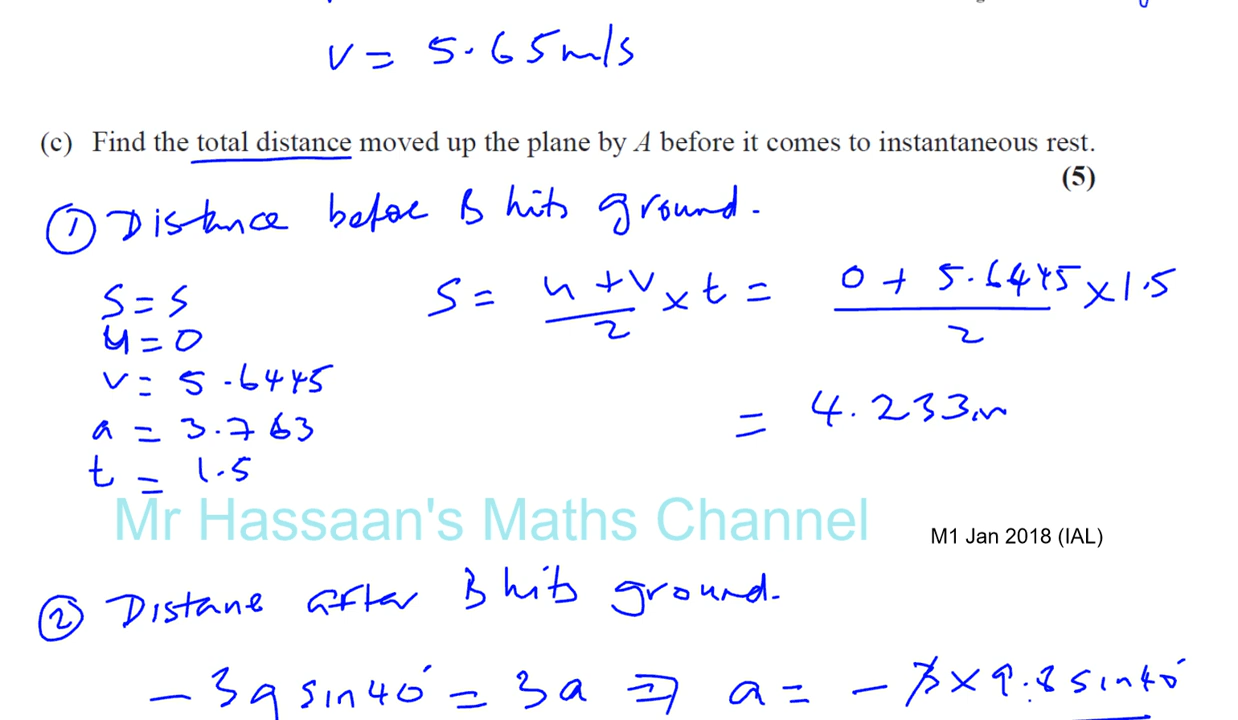 v = 5.65 m/s
(c) Find the total distance moved up the plane by A before it comes to instantaneous rest.
(5)
① Distance before B hits ground.
S = S
u = 0
v = 5.6445
a = 3.763
t = 1.5
S = u + v / 2 × t = 0 + 5.6445 / 2 × 1.5
= 4.233m
Mr Hassaan's Maths Channel
M1 Jan 2018 (IAL)
② Distane after B hits ground.
- 3g sin40° = 3a ⇒ a = - 3 × 9.8 sin40°